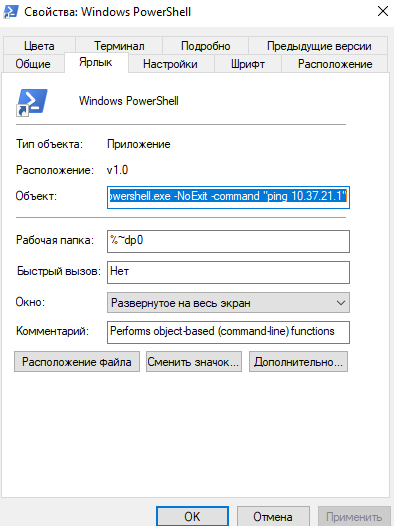 Свойства: Windows PowerShell
Цвета Терминал Подробно Предыдущие версии
Общие Ярлык Настройки Шрифт Расположение
Windows PowerShell
Тип объекта: Приложение
Расположение: v1.0
Объект: owershell.exe -NoExit -command "ping 10.37.21.1"
Рабочая папка: %~dp0
Быстрый вызов: Нет
Окно: Развернутое на весь экран
Комментарий: Performs object-based (command-line) functions
Расположение файла Сменить значок... Дополнительно...
OK Отмена Применить